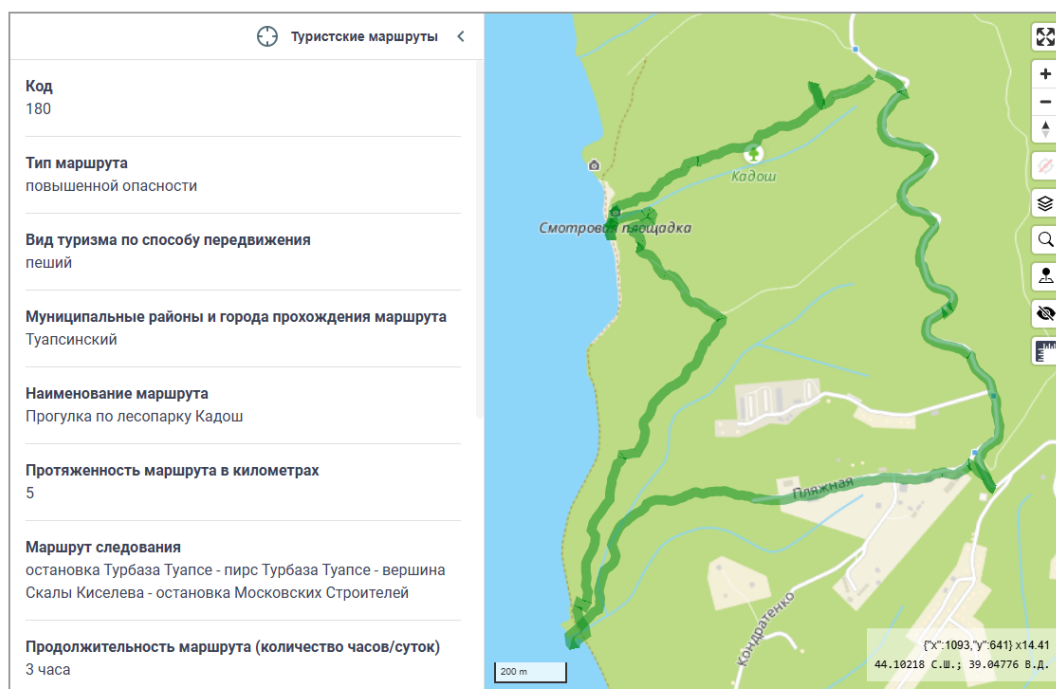 Туристские маршруты
Код
180
Тип маршрута
повышенной опасности
Вид туризма по способу передвижения
пеший
Муниципальные районы и города прохождения маршрута
Туапсинский
Наименование маршрута
Прогулка по лесопарку Кадош
Протяженность маршрута в километрах
5
Маршрут следования
остановка Турбаза Туапсе - пирс Турбаза Туапсе - вершина
Скалы Киселева - остановка Московских Строителей
Продолжительность маршрута (количество часов/суток)
3 часа
Кадош
Смотровая площадка
Пляжная
Кондратенко
200 m
{"x":1093,"y":641} x14.41
44.10218 С.Ш.; 39.04776 В.Д.